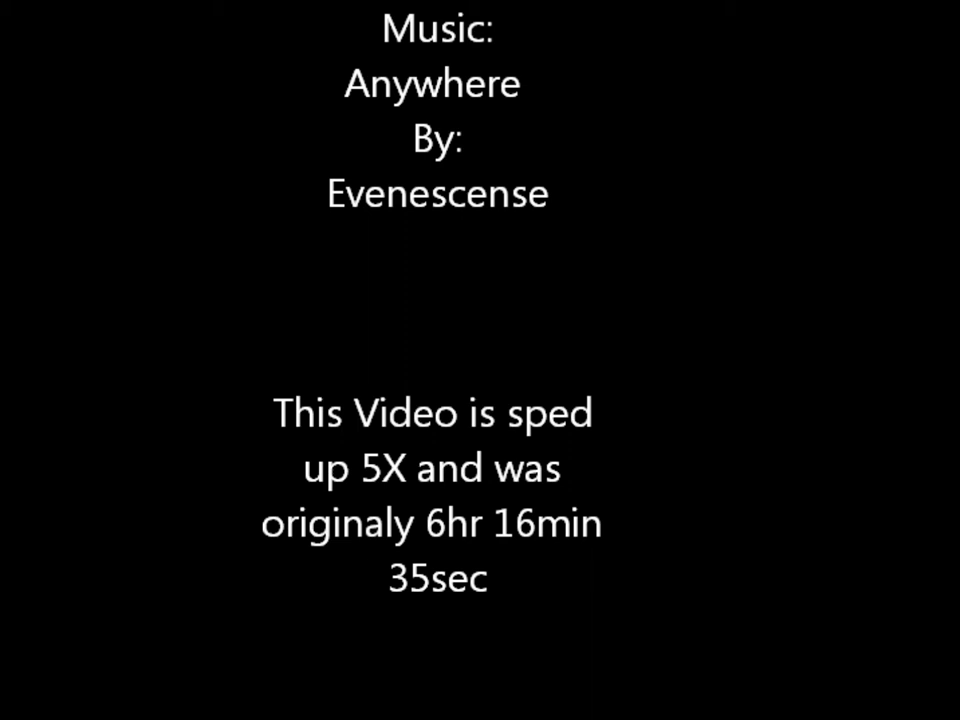 Music:
Anywhere
By:
Evenescense
This Video is sped
up 5X and was
originaly 6hr 16min
35sec